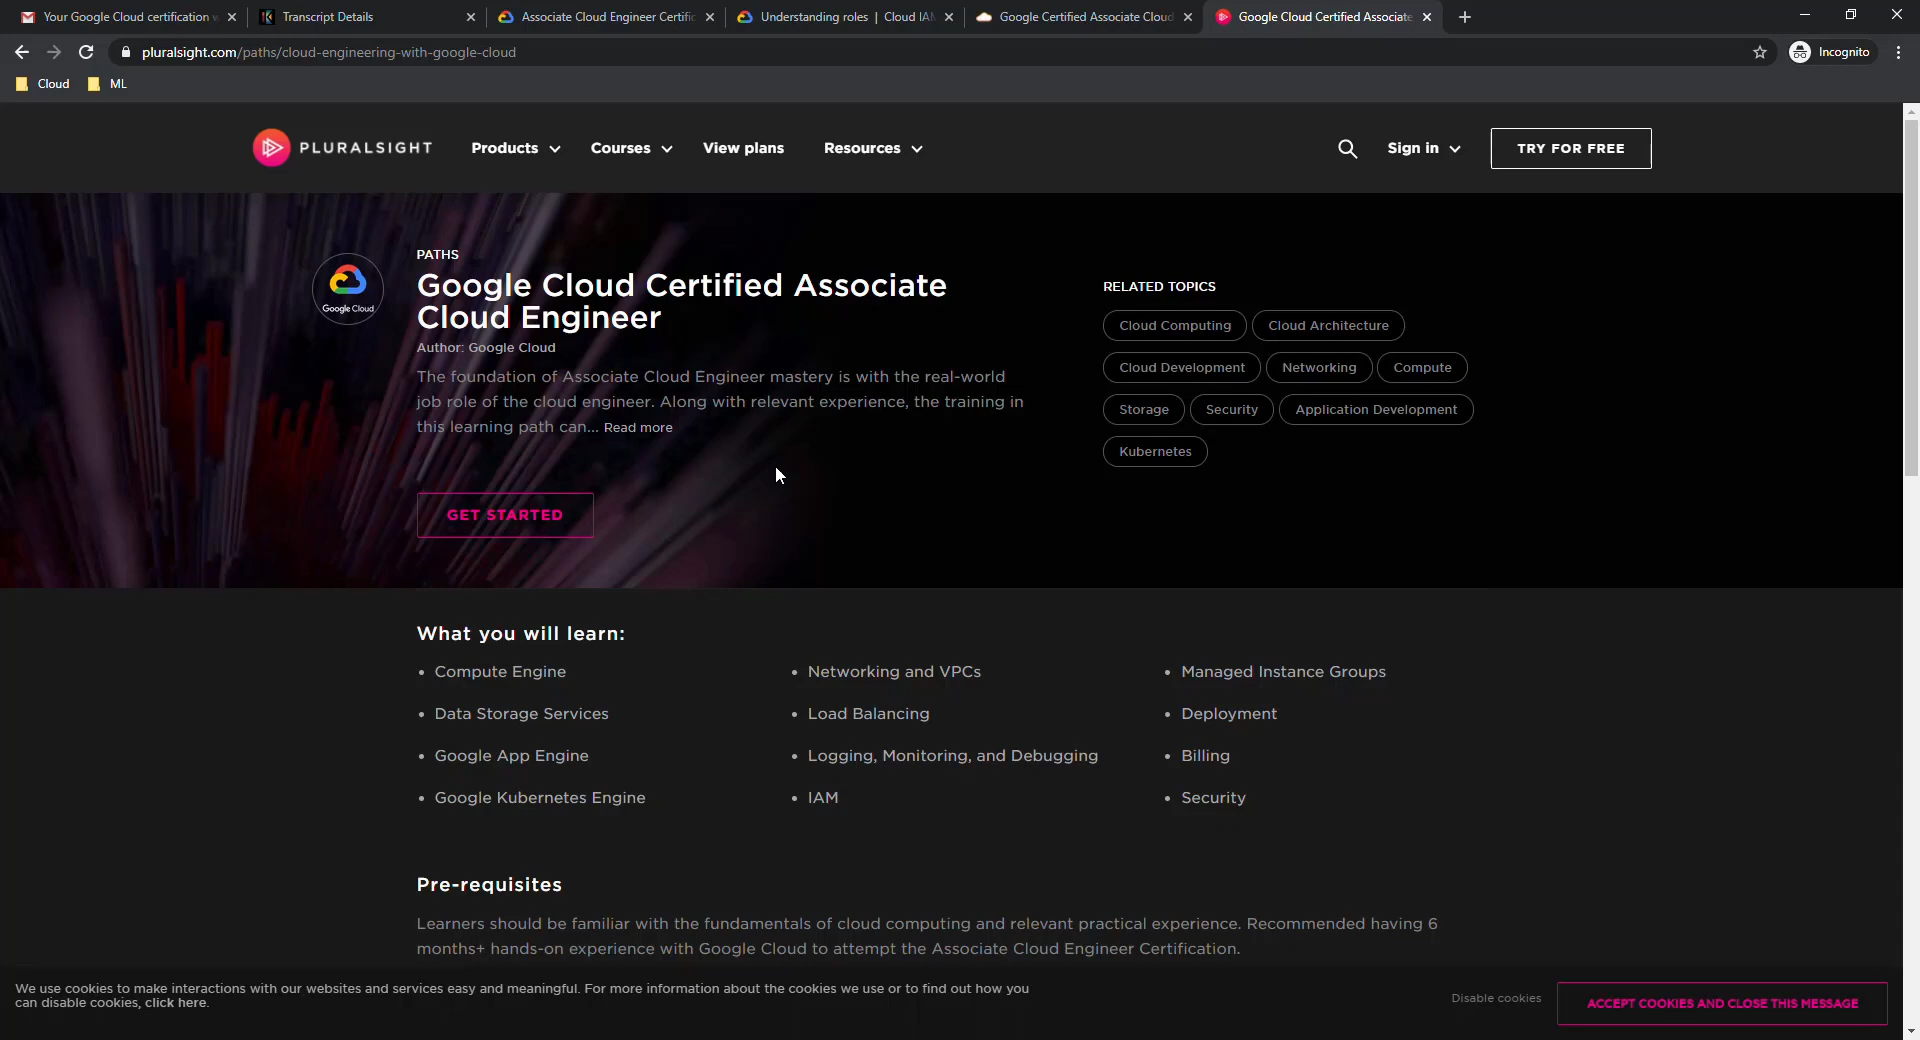 Your Google Cloud certification
Transcript Details
Associate Cloud Engineer Certific
Understanding roles | Cloud IA
Google Certified Associate Cloud
Google Cloud Certified Associate
pluralsight.com/paths/cloud-engineering-with-google-cloud
Incognito
Cloud
ML
PLURALSIGHT
Products
Courses
View plans
Resources
Sign in
TRY FOR FREE
PATHS
Google Cloud
Google Cloud Certified Associate
Cloud Engineer
Author: Google Cloud
The foundation of Associate Cloud Engineer mastery is with the real-world
job role of the cloud engineer. Along with relevant experience, the training in
this learning path can... Read more
GET STARTED
RELATED TOPICS
Cloud Computing
Cloud Architecture
Cloud Development
Networking
Compute
Storage
Security
Application Development
Kubernetes
What you will learn:
• Compute Engine
• Data Storage Services
• Google App Engine
• Google Kubernetes Engine
• Networking and VPCs
• Load Balancing
• Logging, Monitoring, and Debugging
• IAM
• Managed Instance Groups
• Deployment
• Billing
• Security
Pre-requisites
Learners should be familiar with the fundamentals of cloud computing and relevant practical experience. Recommended having 6
months+ hands-on experience with Google Cloud to attempt the Associate Cloud Engineer Certification.
We use cookies to make interactions with our websites and services easy and meaningful. For more information about the cookies we use or to find out how you
can disable cookies, click here.
Disable cookies
ACCEPT COOKIES AND CLOSE THIS MESSAGE